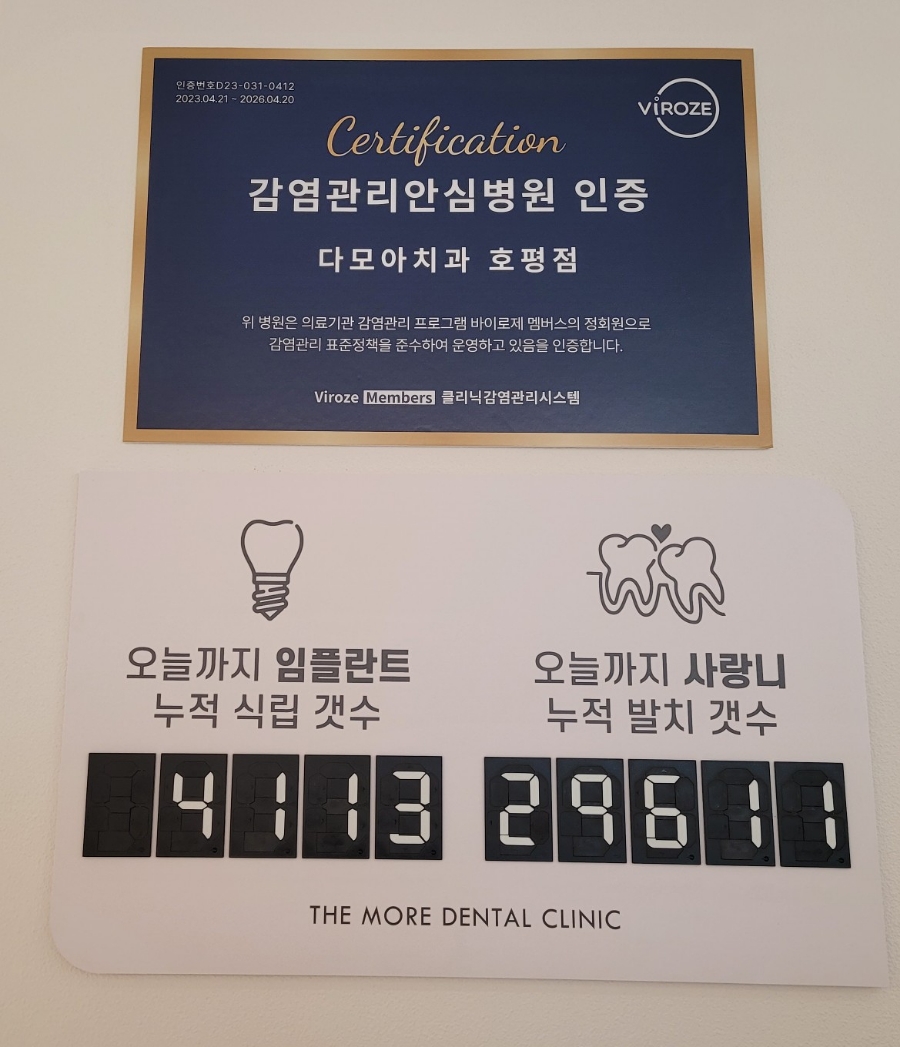 인증번호D23-031-0412
2023.04.21 ~ 2026.04.20
ViROZE
Certification
감염관리안심병원 인증
다모아치과 호평점
위 병원은 의료기관 감염관리 프로그램 바이로제 멤버스의 정회원으로
감염관리 표준정책을 준수하여 운영하고 있음을 인증합니다.
Viroze Members 클리닉감염관리시스템
오늘까지 임플란트
누적 식립 갯수
4113
오늘까지 사랑니
누적 발치 갯수
29611
THE MORE DENTAL CLINIC